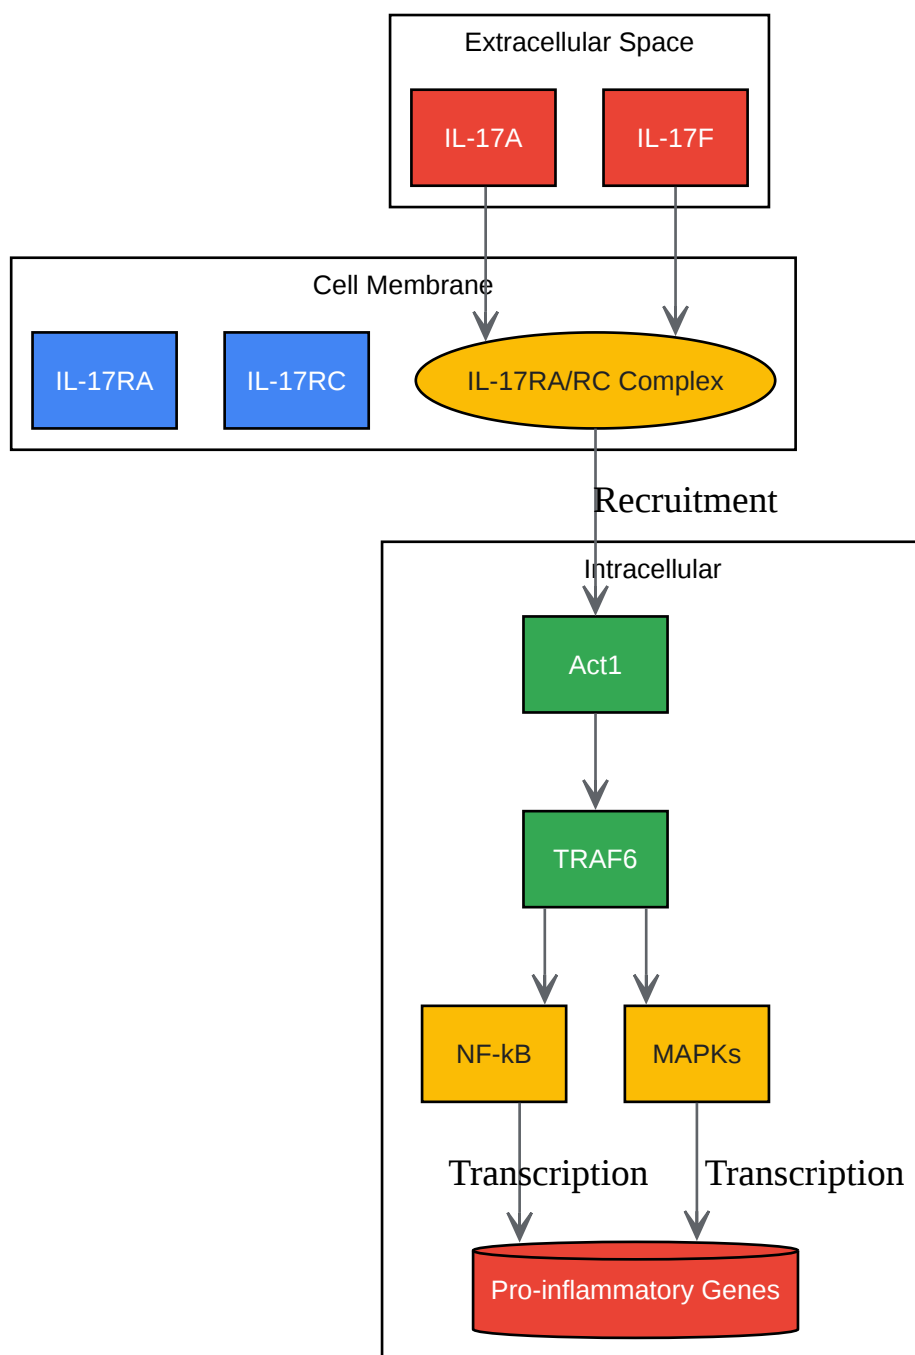 Extracellular Space
IL-17A
IL-17F
Cell Membrane
IL-17RA
IL-17RC
IL-17RA/RC Complex
Recruitment
Intracellular
Act1
TRAF6
NF-kB
MAPKs
Transcription
Transcription
Pro-inflammatory Genes